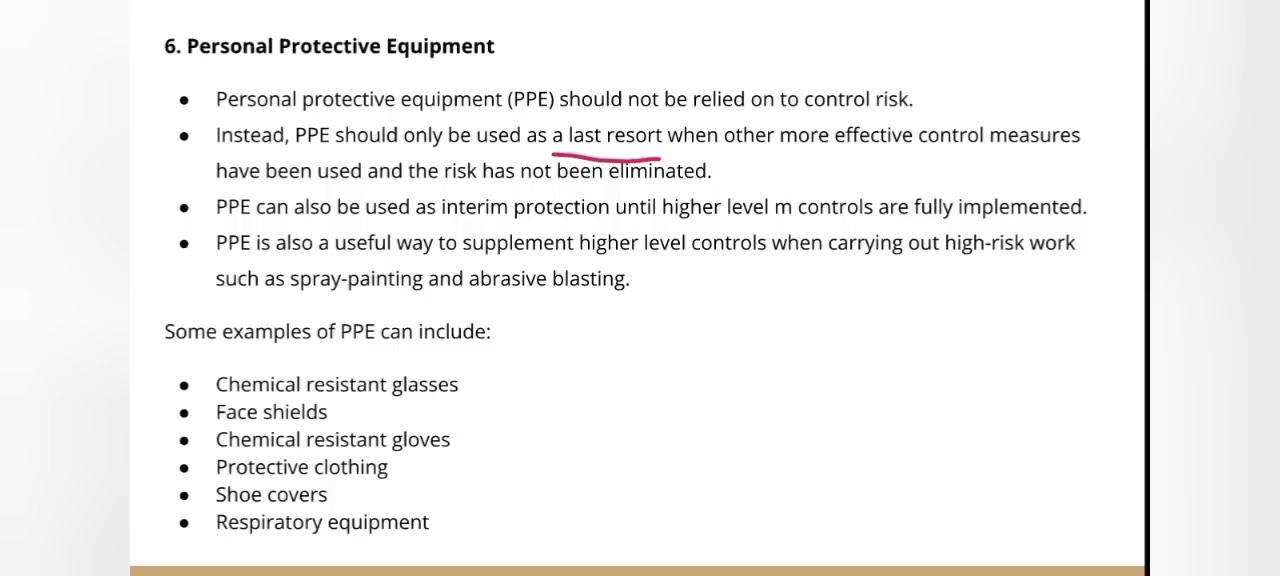 6. Personal Protective Equipment
● Personal protective equipment (PPE) should not be relied on to control risk.
● Instead, PPE should only be used as a last resort when other more effective control measures
have been used and the risk has not been eliminated.
● PPE can also be used as interim protection until higher level m controls are fully implemented.
● PPE is also a useful way to supplement higher level controls when carrying out high-risk work
such as spray-painting and abrasive blasting.
Some examples of PPE can include:
● Chemical resistant glasses
● Face shields
● Chemical resistant gloves
● Protective clothing
● Shoe covers
● Respiratory equipment